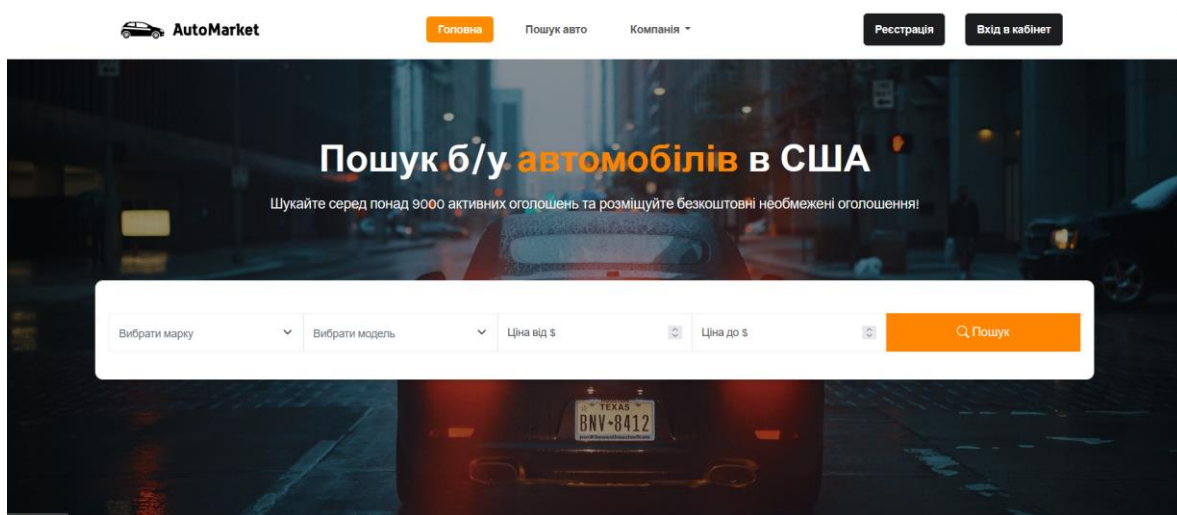 AutoMarket
Головна
Пошук авто
Компанія
Реєстрація
Вхід в кабінет
Пошук б/у автомобілів в США
Шукайте серед понад 9000 активних оголошень та розміщуйте безкоштовні необмежені оголошення!
Вибрати марку
Вибрати модель
Ціна від $
Ціна до $
Пошук
TEXAS
BNV-8412